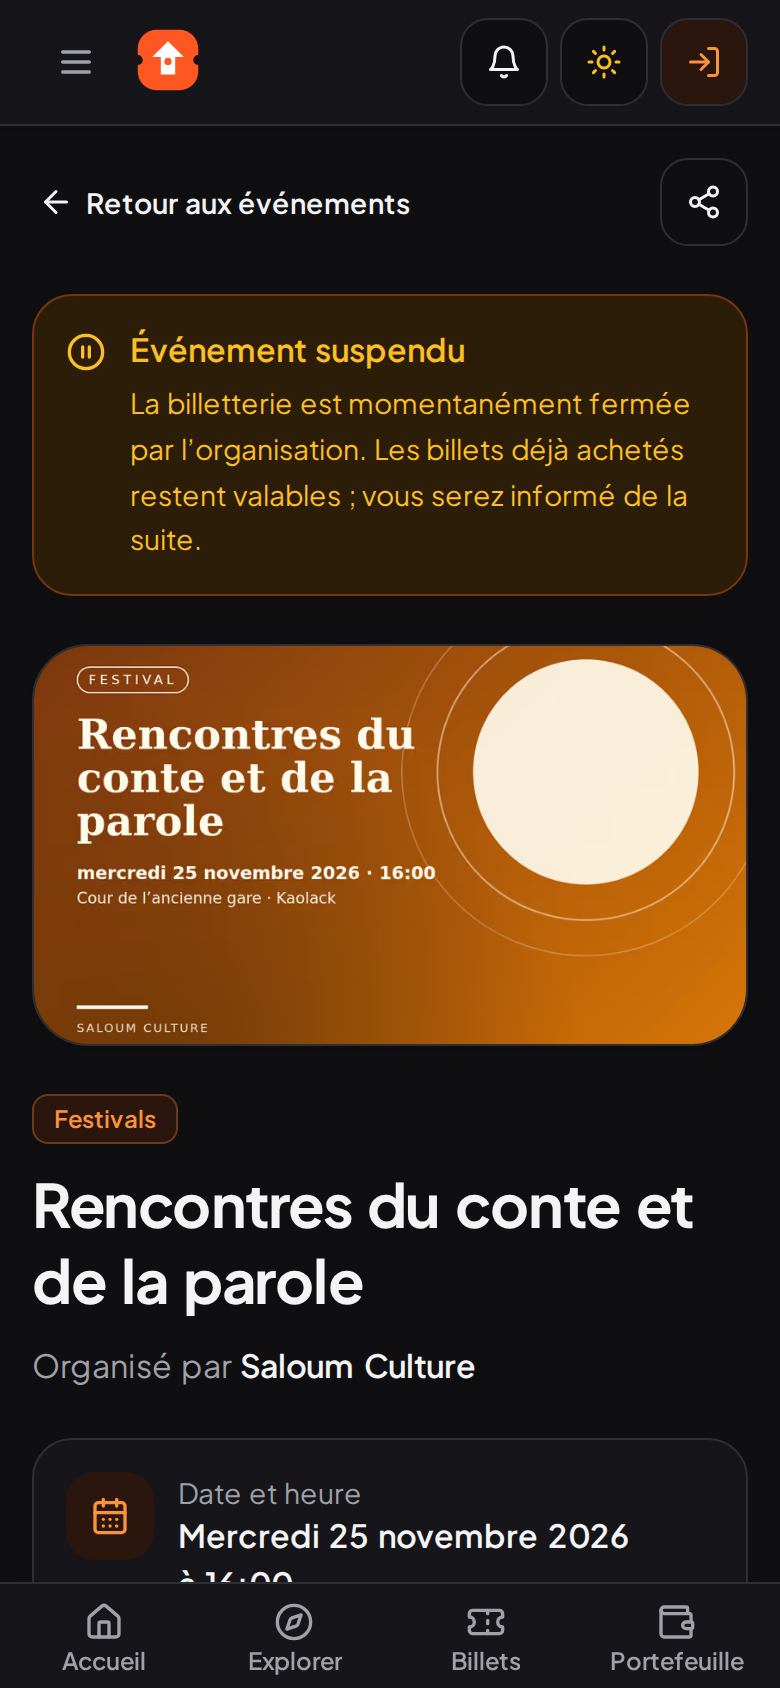 Retour aux événements
Événement suspendu
La billetterie est momentanément fermée
par l’organisation. Les billets déjà achetés
restent valables ; vous serez informé de la
suite.
FESTIVAL
Rencontres du
conte et de la
parole
mercredi 25 novembre 2026 · 16:00
Cour de l’ancienne gare · Kaolack
SALOUM CULTURE
Festivals
Rencontres du conte et
de la parole
Organisé par Saloum Culture
Date et heure
Mercredi 25 novembre 2026
à 16:00
Accueil
Explorer
Billets
Portefeuille